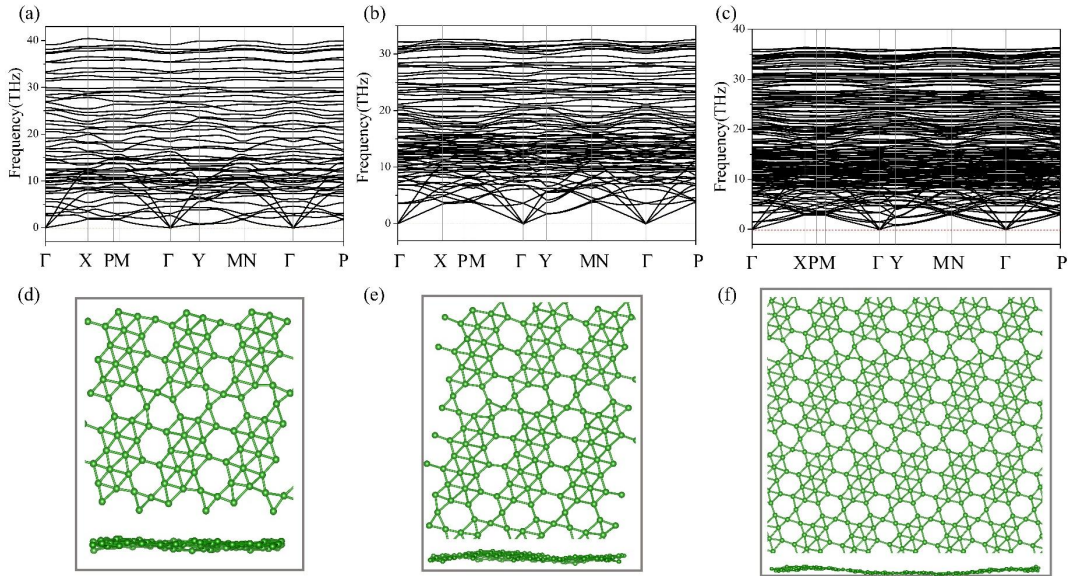 (a)
Frequency(THz)
40
30
20
10
0
Γ X PM Γ Y MN Γ P
(b)
Frequency(THz)
30
20
10
0
Γ X PM Γ Y MN Γ P
(c)
Frequency(THz)
40
30
20
10
0
Γ XPM Γ Y MN Γ P
(d)
(e)
(f)